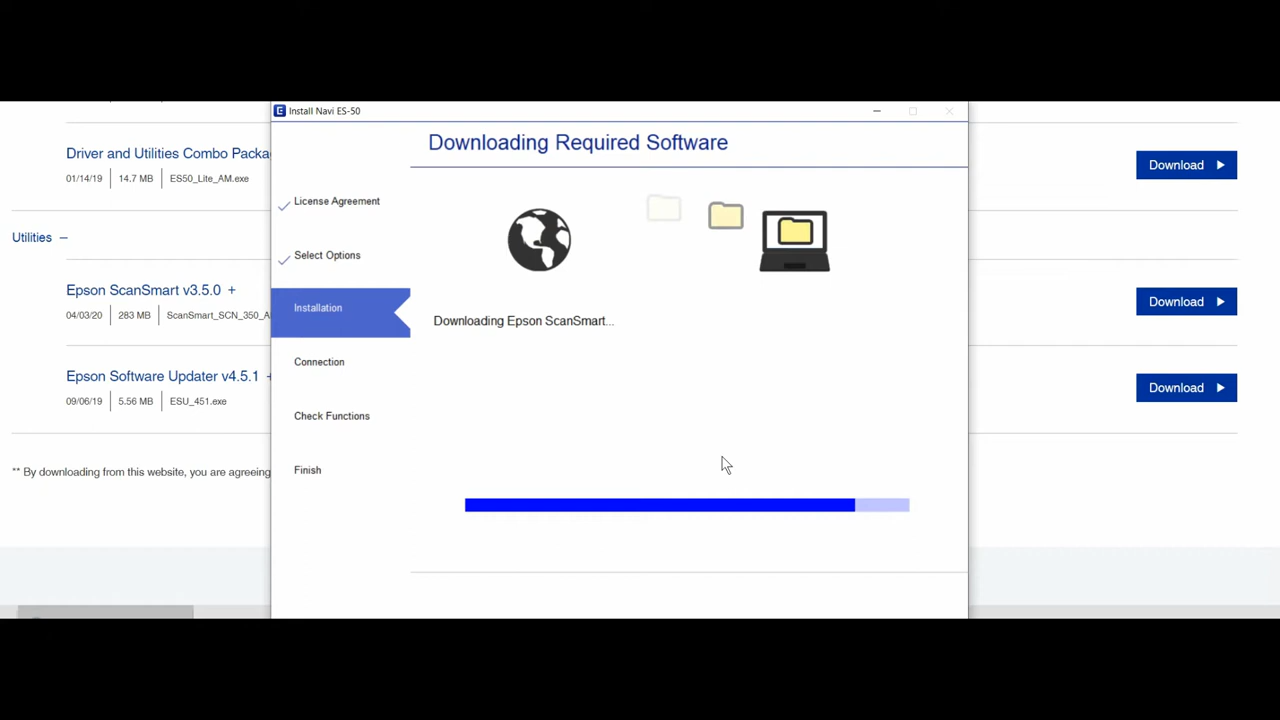 Install Navi ES-50
Downloading Required Software
Driver and Utilities Combo Packa
01/14/19 14.7 MB ES50_Lite_AM.exe
Download
License Agreement
Utilities –
Select Options
Epson ScanSmart v3.5.0 +
04/03/20 283 MB ScanSmart_SCN_350_A
Download
Installation
Downloading Epson ScanSmart...
Connection
Epson Software Updater v4.5.1 +
09/06/19 5.56 MB ESU_451.exe
Download
Check Functions
Finish
** By downloading from this website, you are agreeing